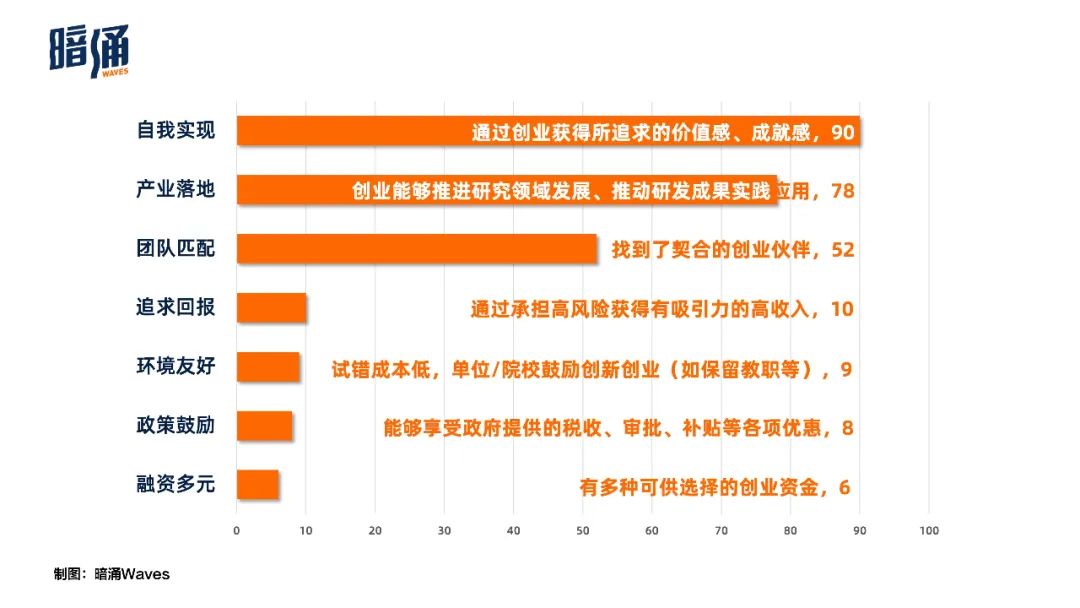 暗涌
WAVES
自我实现 通过创业获得所追求的价值感、成就感，90
产业落地 创业能够推进研究领域发展、推动研发成果实践应用，78
团队匹配 找到了契合的创业伙伴，52
追求回报 通过承担高风险获得有吸引力的高收入，10
环境友好 试错成本低，单位/院校鼓励创新创业（如保留教职等），9
政策鼓励 能够享受政府提供的税收、审批、补贴等各项优惠，8
融资多元 有多种可供选择的创业资金，6
0 10 20 30 40 50 60 70 80 90 100
制图：暗涌Waves